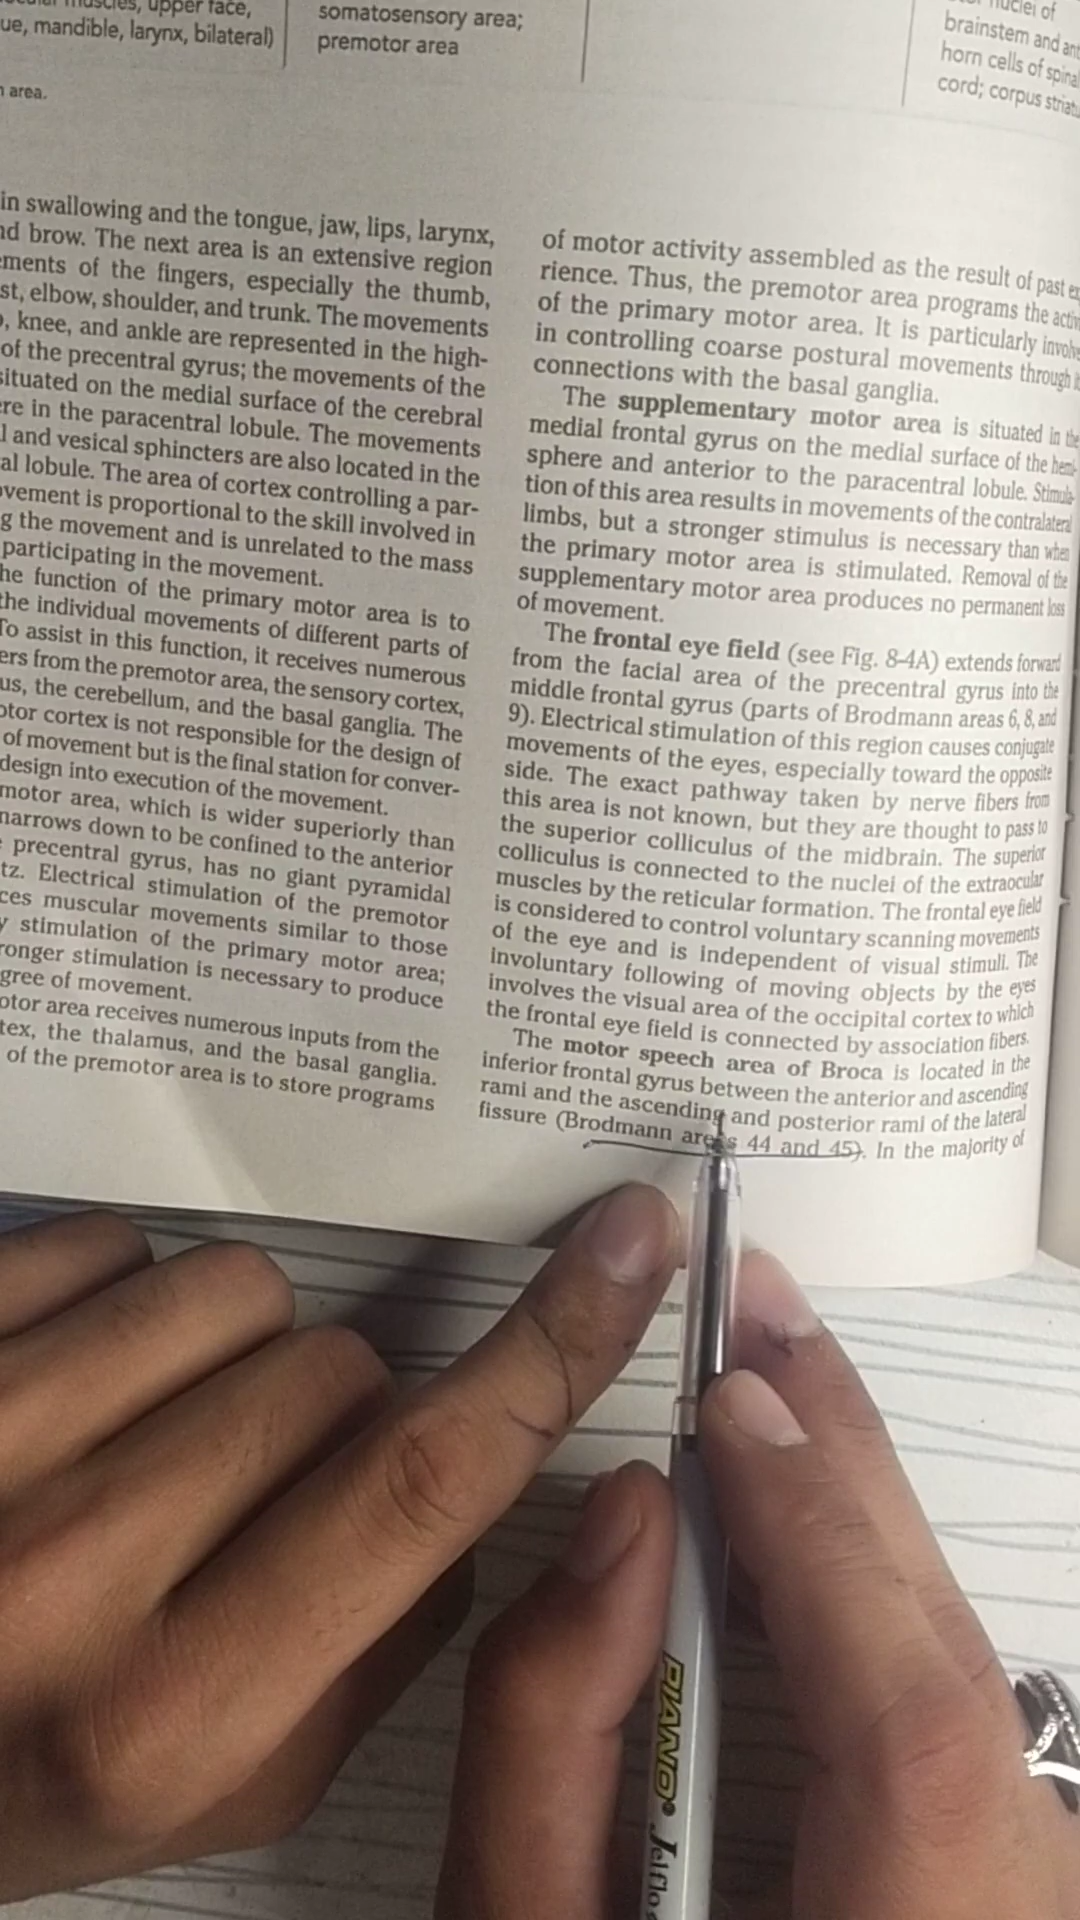 muscles, upper face,
ue, mandible, larynx, bilateral)
somatosensory area;
premotor area
nuclei of
brainstem and ant
horn cells of spinal
cord; corpus striatu
area.
in swallowing and the tongue, jaw, lips, larynx,
nd brow. The next area is an extensive region
ements of the fingers, especially the thumb,
st, elbow, shoulder, and trunk. The movements
, knee, and ankle are represented in the high-
of the precentral gyrus; the movements of the
situated on the medial surface of the cerebral
ere in the paracentral lobule. The movements
l and vesical sphincters are also located in the
al lobule. The area of cortex controlling a par-
ovement is proportional to the skill involved in
g the movement and is unrelated to the mass
participating in the movement.
he function of the primary motor area is to
the individual movements of different parts of
To assist in this function, it receives numerous
ers from the premotor area, the sensory cortex,
us, the cerebellum, and the basal ganglia. The
otor cortex is not responsible for the design of
of movement but is the final station for conver-
design into execution of the movement.
motor area, which is wider superiorly than
narrows down to be confined to the anterior
precentral gyrus, has no giant pyramidal
tz. Electrical stimulation of the premotor
ces muscular movements similar to those
y stimulation of the primary motor area;
ronger stimulation is necessary to produce
gree of movement.
otor area receives numerous inputs from the
tex, the thalamus, and the basal ganglia.
of the premotor area is to store programs
of motor activity assembled as the result of past ex
rience. Thus, the premotor area programs the activ
of the primary motor area. It is particularly involve
in controlling coarse postural movements through it
connections with the basal ganglia.
The supplementary motor area is situated in the
medial frontal gyrus on the medial surface of the hemi-
sphere and anterior to the paracentral lobule. Stimula-
tion of this area results in movements of the contralateral
limbs, but a stronger stimulus is necessary than when
the primary motor area is stimulated. Removal of the
supplementary motor area produces no permanent loss
of movement.
The frontal eye field (see Fig. 8-4A) extends forward
from the facial area of the precentral gyrus into the
middle frontal gyrus (parts of Brodmann areas 6, 8, and
9). Electrical stimulation of this region causes conjugate
movements of the eyes, especially toward the opposite
side. The exact pathway taken by nerve fibers from
this area is not known, but they are thought to pass to
the superior colliculus of the midbrain. The superior
colliculus is connected to the nuclei of the extraocular
muscles by the reticular formation. The frontal eye field
is considered to control voluntary scanning movements
of the eye and is independent of visual stimuli. The
involuntary following of moving objects by the eyes
involves the visual area of the occipital cortex to which
the frontal eye field is connected by association fibers.
The motor speech area of Broca is located in the
inferior frontal gyrus between the anterior and ascending
rami and the ascending and posterior rami of the lateral
fissure (Brodmann areas 44 and 45). In the majority of
PIANO Jelflo